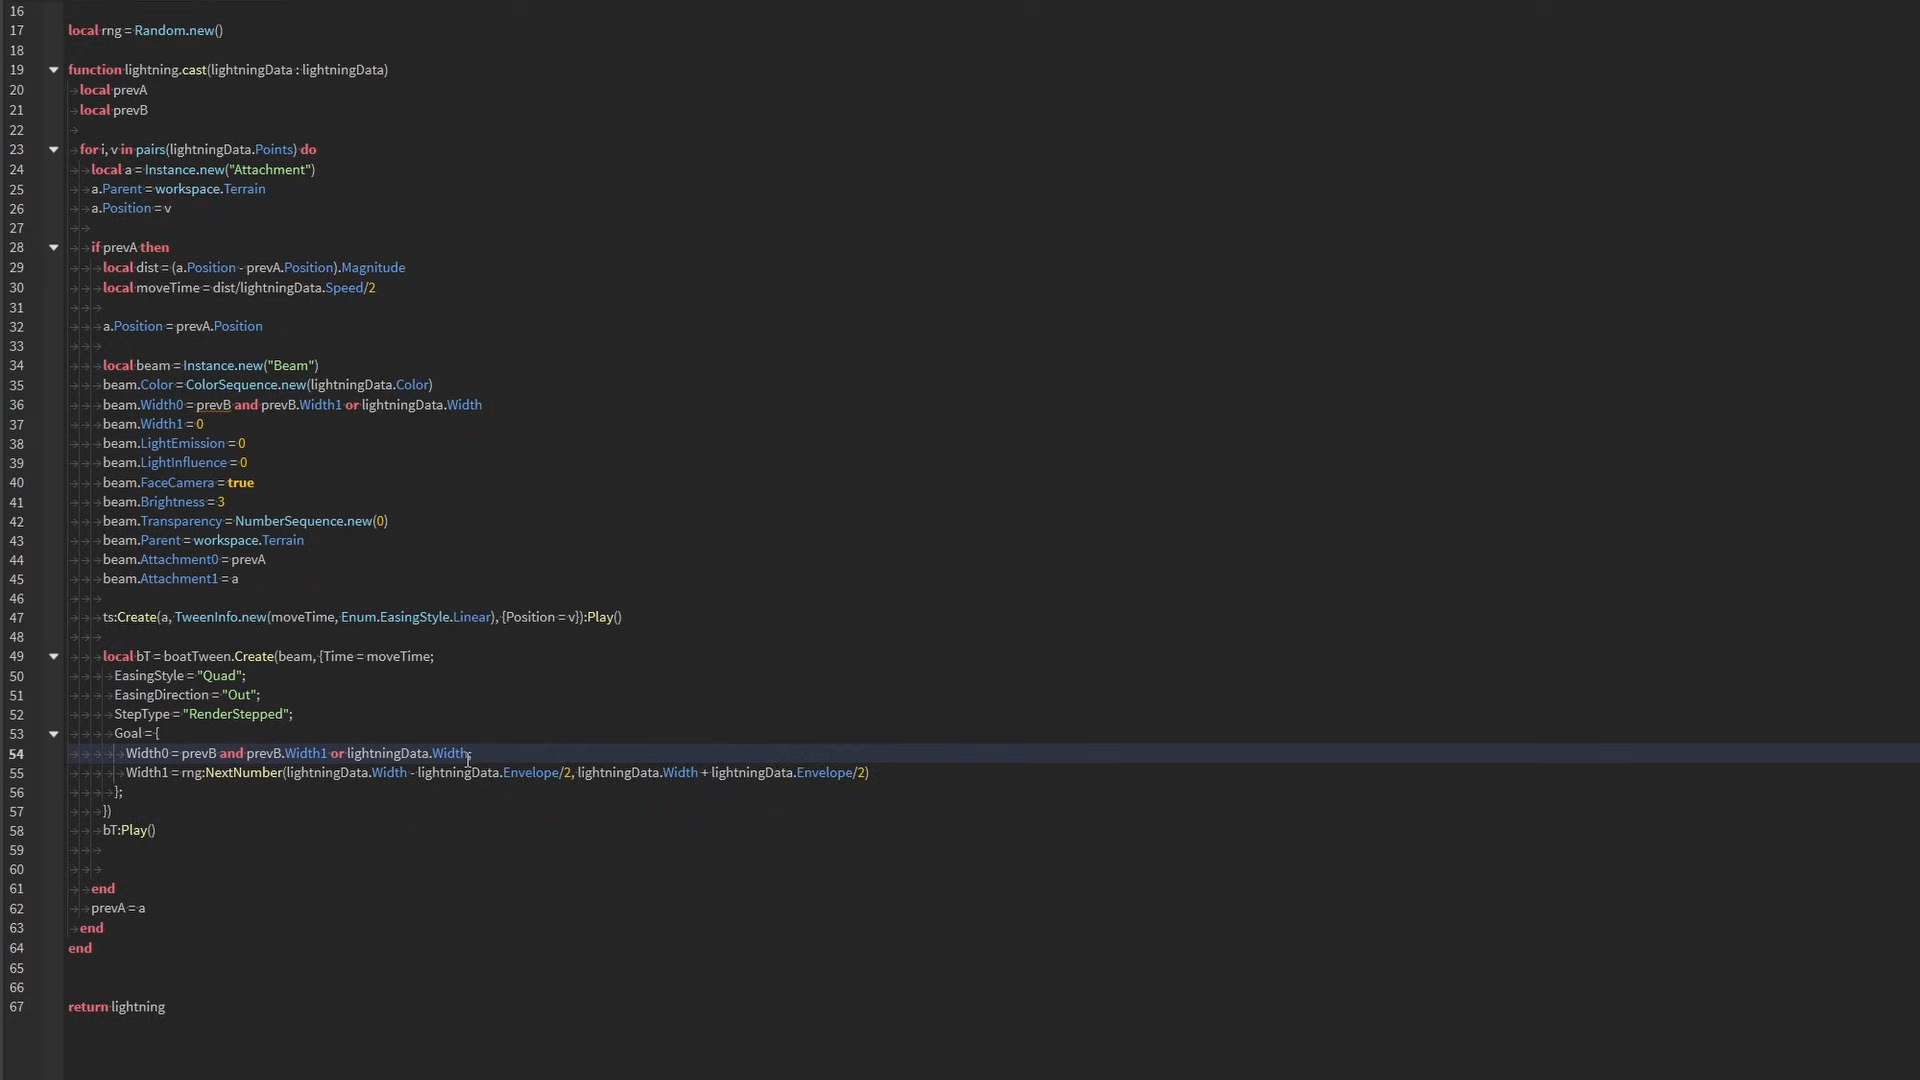 16
17 local rng = Random.new()
18
19 function lightning.cast(lightningData : lightningData)
20 local prevA
21 local prevB
22
23 for i, v in pairs(lightningData.Points) do
24 local a = Instance.new("Attachment")
25 a.Parent = workspace.Terrain
26 a.Position = v
27
28 if prevA then
29 local dist = (a.Position - prevA.Position).Magnitude
30 local moveTime = dist/lightningData.Speed/2
31
32 a.Position = prevA.Position
33
34 local beam = Instance.new("Beam")
35 beam.Color = ColorSequence.new(lightningData.Color)
36 beam.Width0 = prevB and prevB.Width1 or lightningData.Width
37 beam.Width1 = 0
38 beam.LightEmission = 0
39 beam.LightInfluence = 0
40 beam.FaceCamera = true
41 beam.Brightness = 3
42 beam.Transparency = NumberSequence.new(0)
43 beam.Parent = workspace.Terrain
44 beam.Attachment0 = prevA
45 beam.Attachment1 = a
46
47 ts:Create(a, TweenInfo.new(moveTime, Enum.EasingStyle.Linear), {Position = v}):Play()
48
49 local bT = boatTween.Create(beam, {Time = moveTime;
50 EasingStyle = "Quad";
51 EasingDirection = "Out";
52 StepType = "RenderStepped";
53 Goal = {
54 Width0 = prevB and prevB.Width1 or lightningData.Width;
55 Width1 = rng:NextNumber(lightningData.Width - lightningData.Envelope/2, lightningData.Width + lightningData.Envelope/2)
56 };
57 })
58 bT:Play()
59
60
61 end
62 prevA = a
63 end
64 end
65
66
67 return lightning